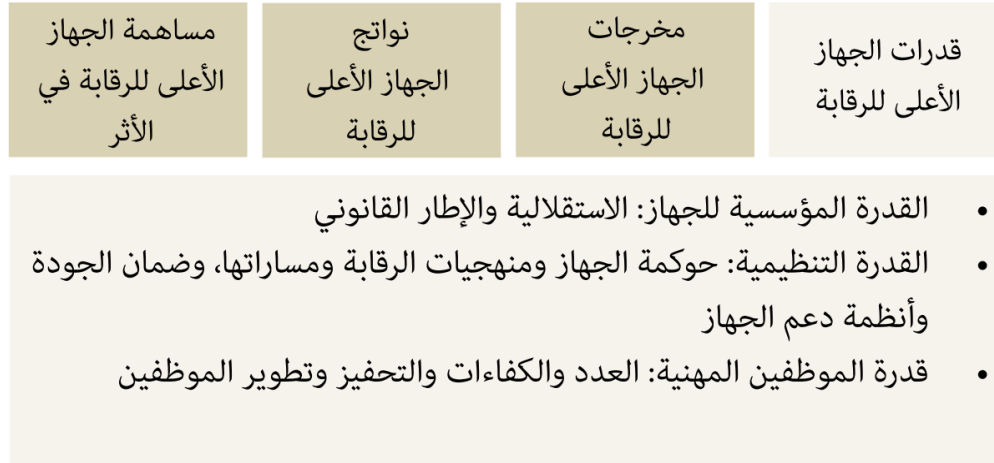 قدرات الجهاز
الأعلى للرقابة
مخرجات
الجهاز الأعلى
للرقابة
نواتج
الجهاز الأعلى
للرقابة
مساهمة الجهاز
الأعلى للرقابة في
الأثر
• القدرة المؤسسية للجهاز: الاستقلالية والإطار القانوني
• القدرة التنظيمية: حوكمة الجهاز ومنهجيات الرقابة ومساراتها، وضمان الجودة
وأنظمة دعم الجهاز
• قدرة الموظفين المهنية: العدد والكفاءات والتحفيز وتطوير الموظفين